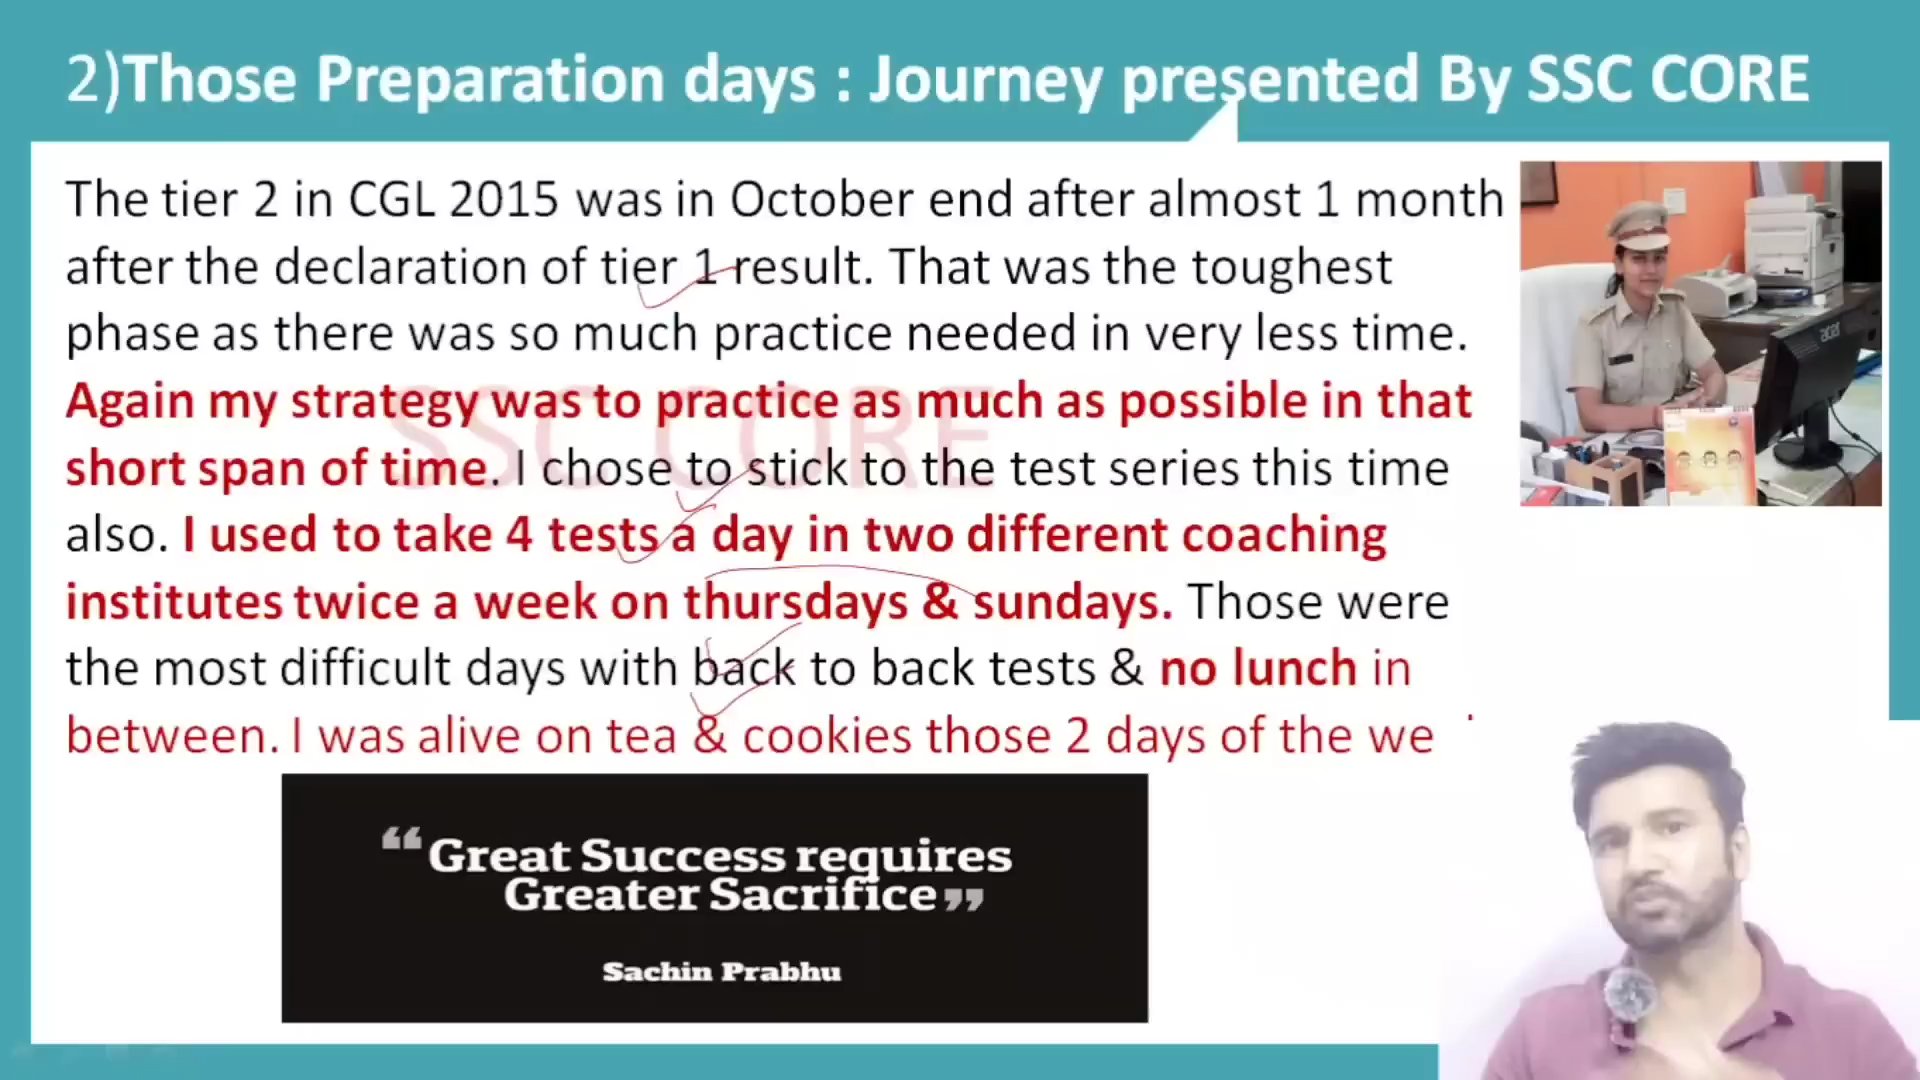 2)Those Preparation days : Journey presented By SSC CORE
The tier 2 in CGL 2015 was in October end after almost 1 month
after the declaration of tier 1 result. That was the toughest
phase as there was so much practice needed in very less time.
Again my strategy was to practice as much as possible in that
short span of time. I chose to stick to the test series this time
also. I used to take 4 tests a day in two different coaching
institutes twice a week on thursdays & sundays. Those were
the most difficult days with back to back tests & no lunch in
between. I was alive on tea & cookies those 2 days of the we
SSC CORE
acer
“Great Success requires
Greater Sacrifice”
Sachin Prabhu